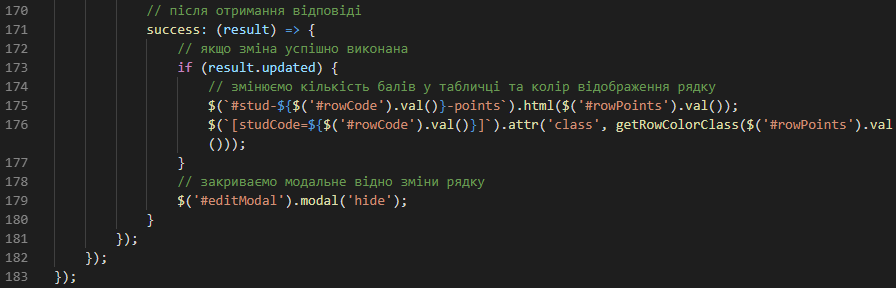 170 // після отримання відповіді
171 success: (result) => {
172 // якщо зміна успішно виконана
173 if (result.updated) {
174 // змінюємо кількість балів у табличці та колір відображення рядку
175 $(`#stud-${$('#rowCode').val()}-points`).html($('#rowPoints').val());
176 $(`[studCode=${$('#rowCode').val()}]`).attr('class', getRowColorClass($('#rowPoints').val
()));
177 }
178 // закриваємо модальне відно зміни рядку
179 $('#editModal').modal('hide');
180 }
181 });
182 });
183 });